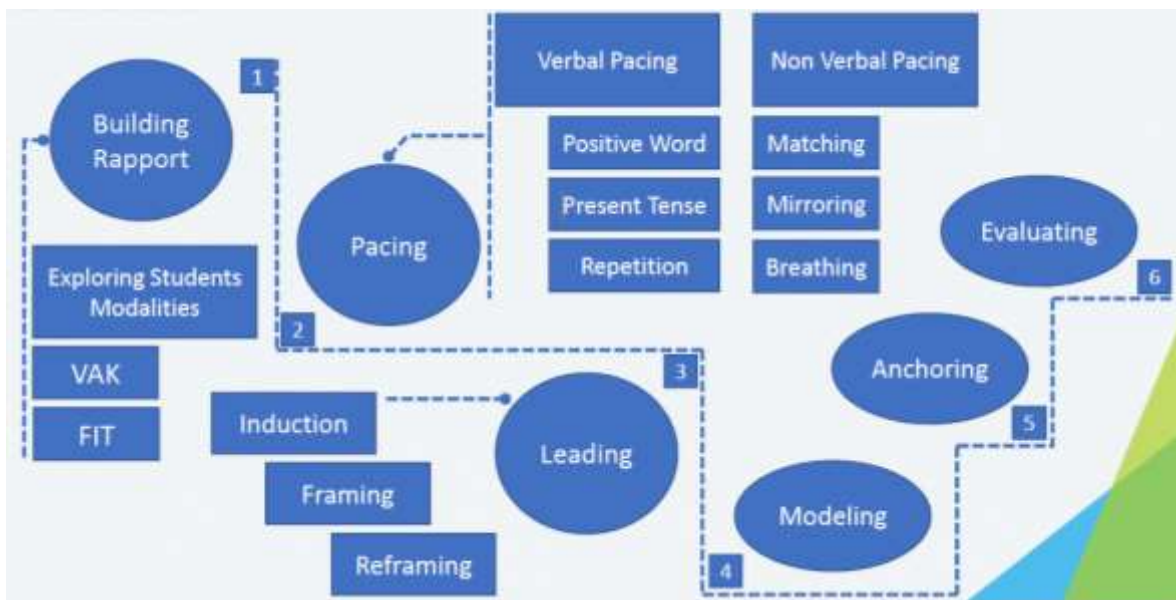 1
Building
Rapport
Exploring Students
Modalities
VAK
FIT
2
Pacing
Verbal Pacing
Positive Word
Present Tense
Repetition
Non Verbal Pacing
Matching
Mirroring
Breathing
3
Leading
Induction
Framing
Reframing
4
Modeling
5
Anchoring
6
Evaluating